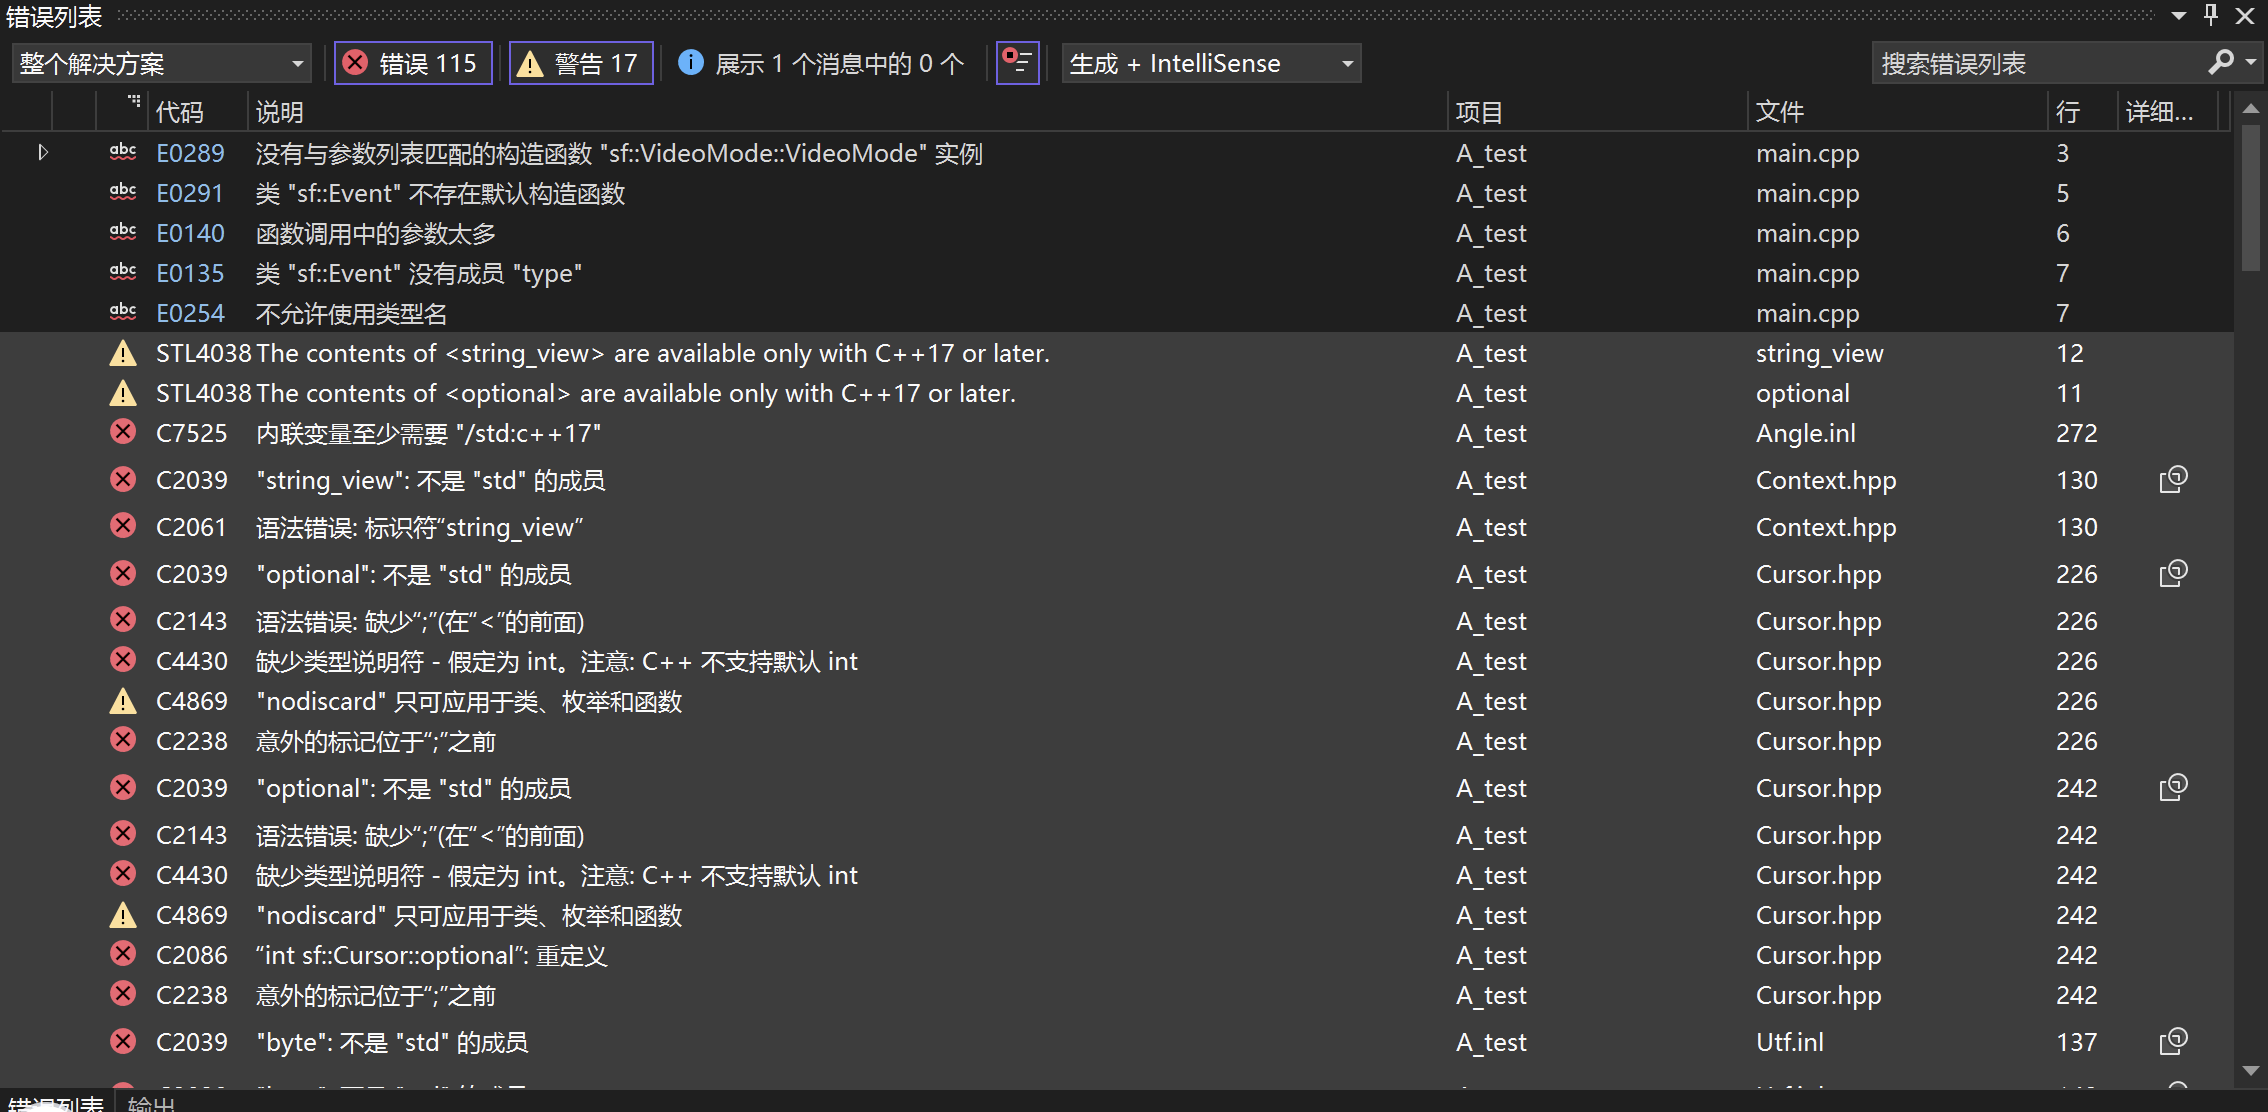 错误列表
整个解决方案 错误 115 警告 17 展示 1 个消息中的 0 个 生成 + IntelliSense 搜索错误列表
代码 说明 项目 文件 行 详细...
abc E0289 没有与参数列表匹配的构造函数 "sf::VideoMode::VideoMode" 实例 A_test main.cpp 3
abc E0291 类 "sf::Event" 不存在默认构造函数 A_test main.cpp 5
abc E0140 函数调用中的参数太多 A_test main.cpp 6
abc E0135 类 "sf::Event" 没有成员 "type" A_test main.cpp 7
abc E0254 不允许使用类型名 A_test main.cpp 7
STL4038 The contents of <string_view> are available only with C++17 or later. A_test string_view 12
STL4038 The contents of <optional> are available only with C++17 or later. A_test optional 11
C7525 内联变量至少需要 "/std:c++17" A_test Angle.inl 272
C2039 "string_view": 不是 "std" 的成员 A_test Context.hpp 130
C2061 语法错误: 标识符“string_view” A_test Context.hpp 130
C2039 "optional": 不是 "std" 的成员 A_test Cursor.hpp 226
C2143 语法错误: 缺少“;”(在“<”的前面) A_test Cursor.hpp 226
C4430 缺少类型说明符 - 假定为 int。注意: C++ 不支持默认 int A_test Cursor.hpp 226
C4869 "nodiscard" 只可应用于类、枚举和函数 A_test Cursor.hpp 226
C2238 意外的标记位于“;”之前 A_test Cursor.hpp 226
C2039 "optional": 不是 "std" 的成员 A_test Cursor.hpp 242
C2143 语法错误: 缺少“;”(在“<”的前面) A_test Cursor.hpp 242
C4430 缺少类型说明符 - 假定为 int。注意: C++ 不支持默认 int A_test Cursor.hpp 242
C4869 "nodiscard" 只可应用于类、枚举和函数 A_test Cursor.hpp 242
C2086 “int sf::Cursor::optional”: 重定义 A_test Cursor.hpp 242
C2238 意外的标记位于“;”之前 A_test Cursor.hpp 242
C2039 "byte": 不是 "std" 的成员 A_test Utf.inl 137
错误列表 输出